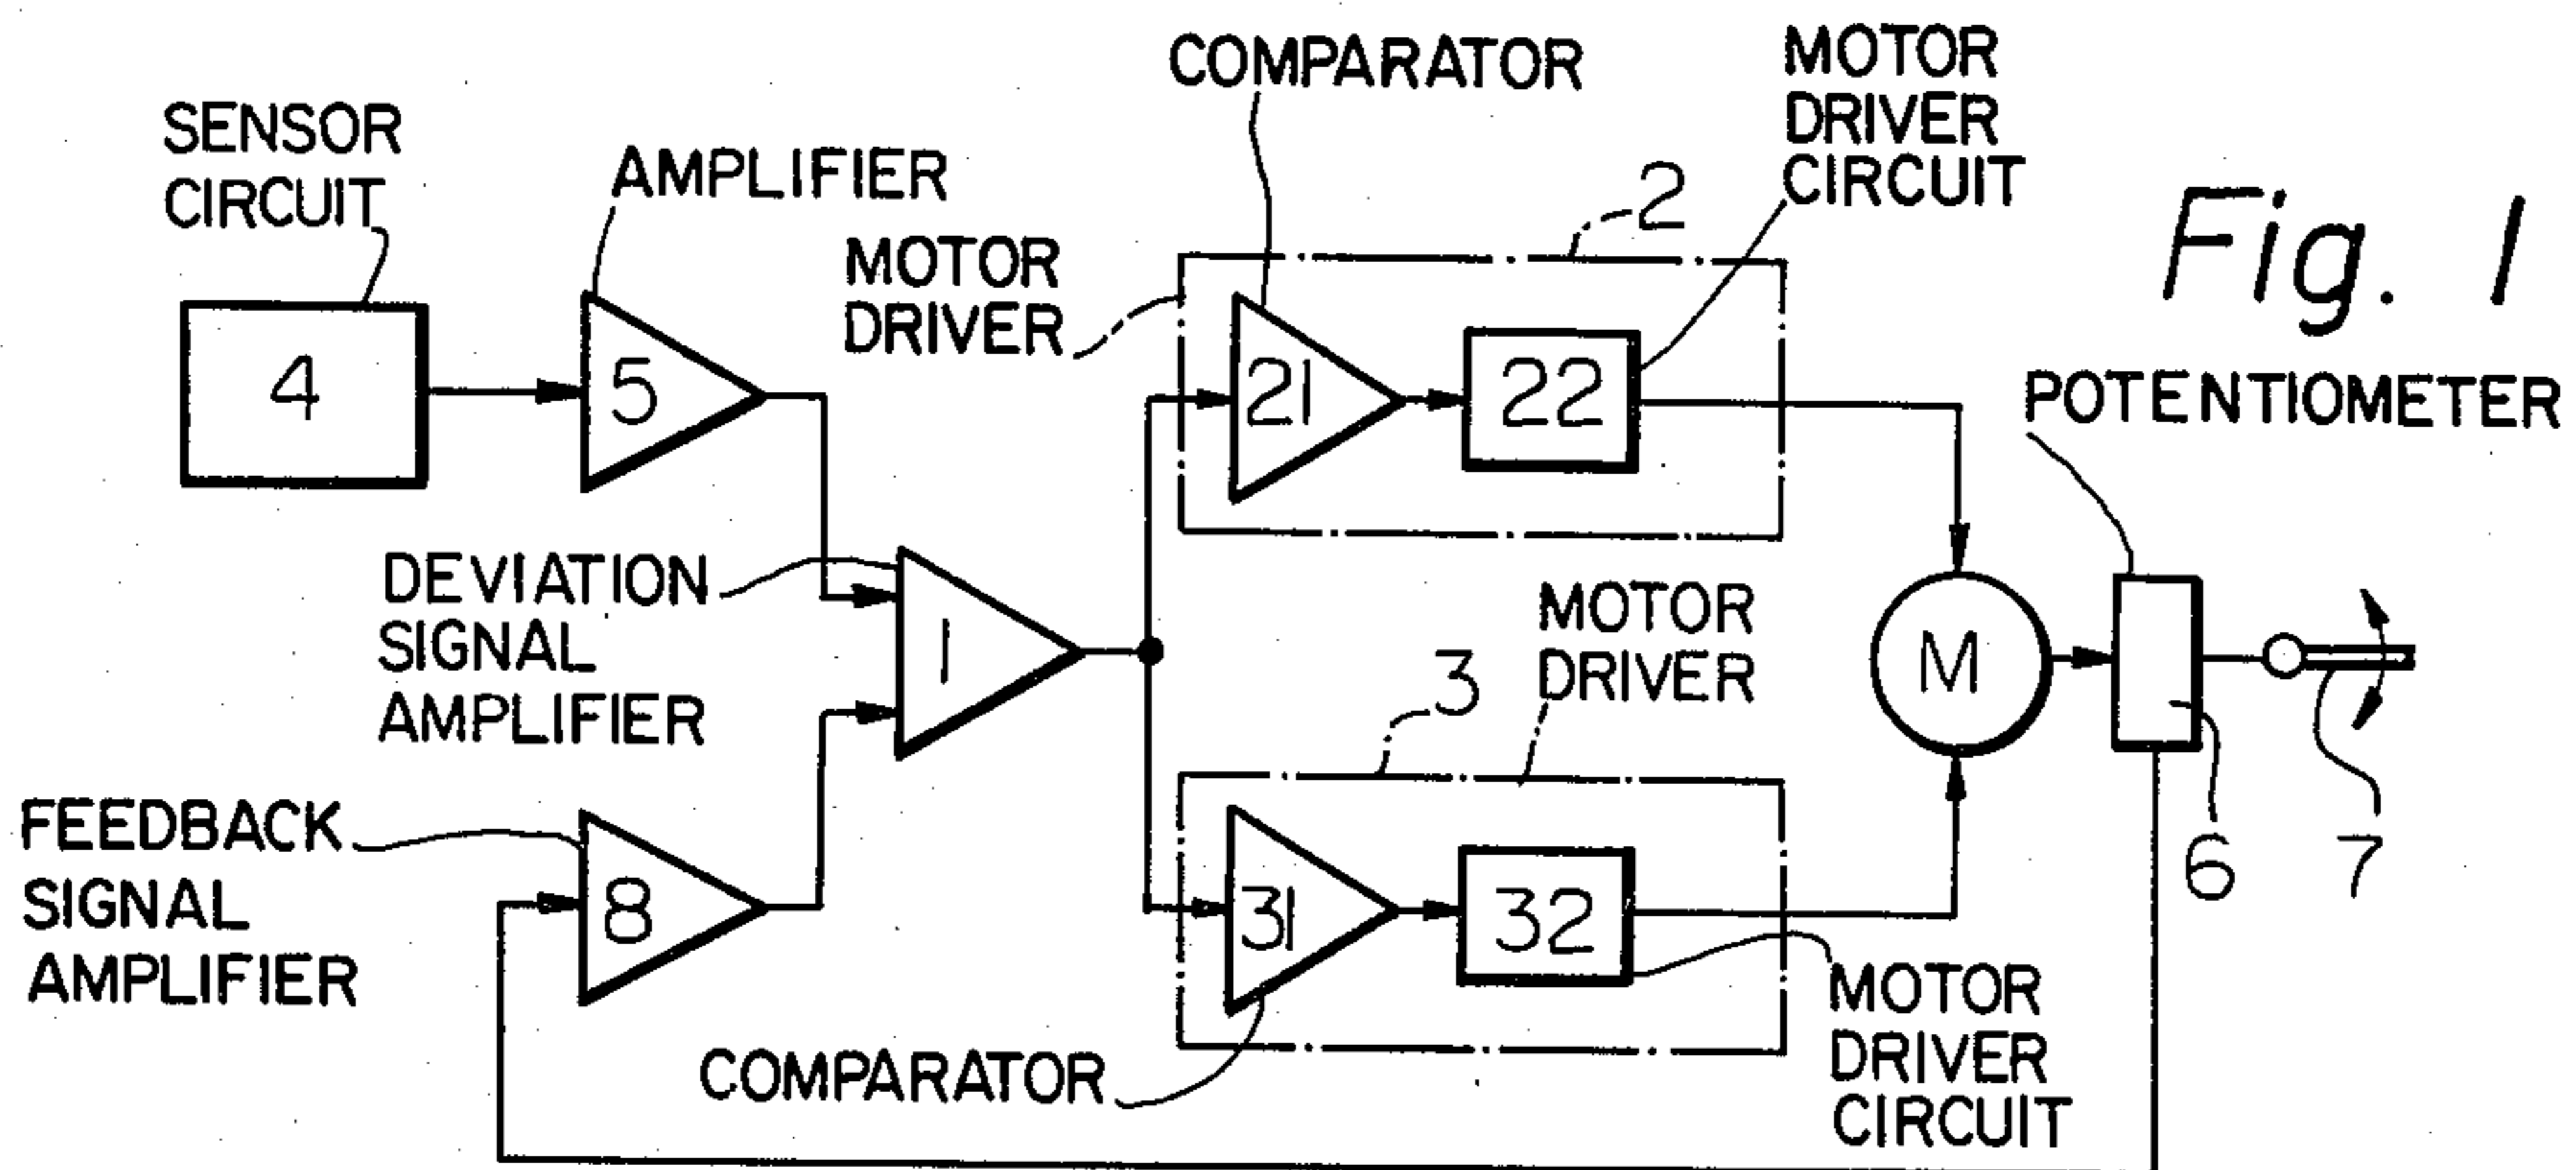 COMPARATOR
MOTOR
DRIVER
CIRCUIT
SENSOR
CIRCUIT
AMPLIFIER
2
Fig. 1
MOTOR
DRIVER
4
5
21
22
POTENTIOMETER
DEVIATION
SIGNAL
AMPLIFIER
1
MOTOR
DRIVER
3
M
FEEDBACK
SIGNAL
AMPLIFIER
8
31
32
6
7
COMPARATOR
MOTOR
DRIVER
CIRCUIT